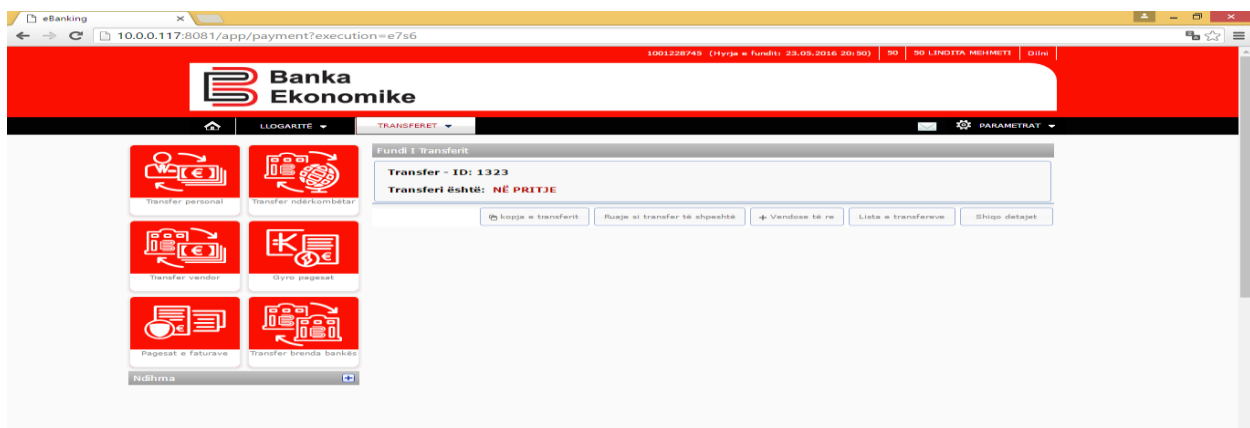 eBanking
10.0.0.117:8081/app/payment?execution=e7s6
1001228745 (Hyrja e fundit: 23.05.2016 20:50) 50 50 LINDITA MEHMETI Dilni
Banka
Ekonomike
LLOGARITË TRANSFERET PARAMETRAT
Fundi I Transferit
Transfer - ID: 1323
Transferi është: NË PRITJE
kopja e transferit Ruaje si transfer të shpeshtë Vendose të re Lista e transfereve Shiqo detajet
Transfer personal Transfer ndërkombëtar
Transfer vendor Gyro pagesat
Pagesat e faturave Transfer brenda bankës
Ndihma